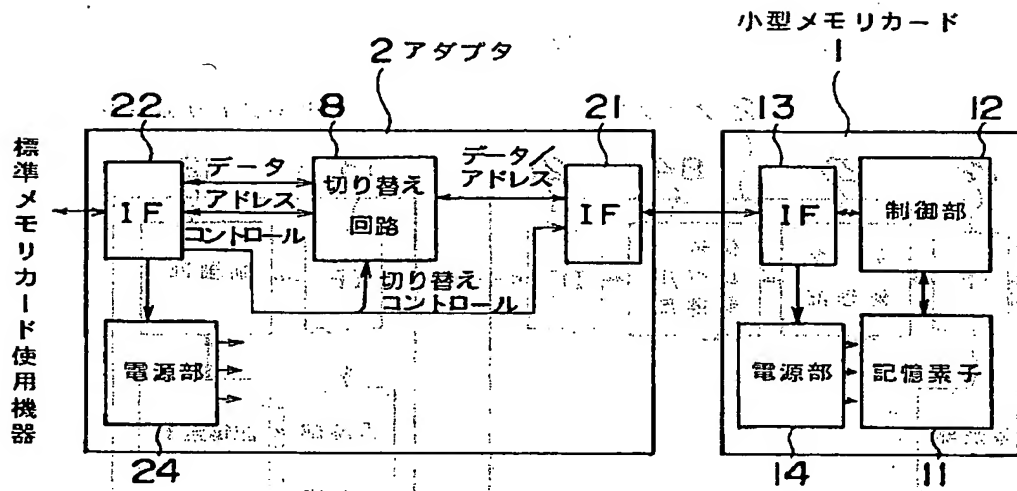 小型メモリカード
1
2 アダプタ
22
8
21
13
12
標準メモリカード使用機器
IF
データ
アドレス
コントロール
切り替え
回路
データ/
アドレス
IF
IF
制御部
切り替え
コントロール
電源部
電源部
記憶素子
24
14
11